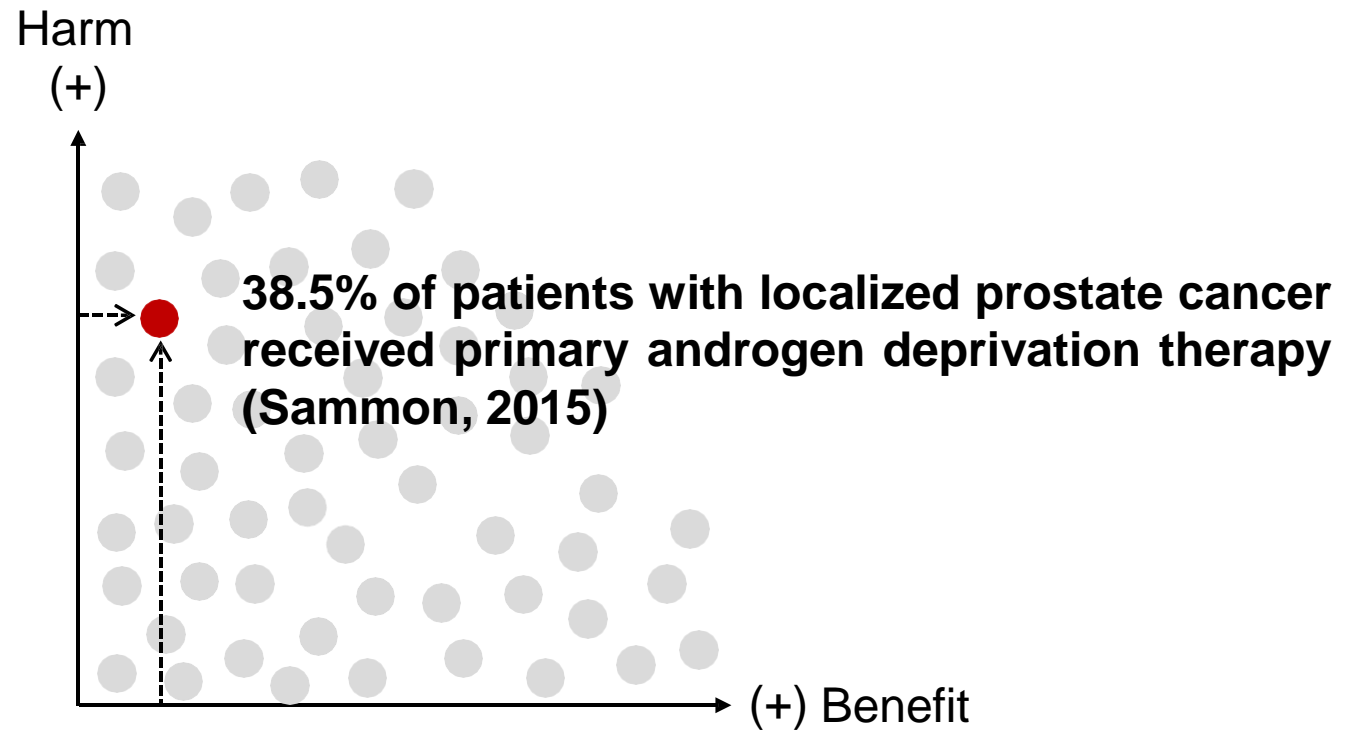 Harm
(+)
38.5% of patients with localized prostate cancer
received primary androgen deprivation therapy
(Sammon, 2015)
(+) Benefit